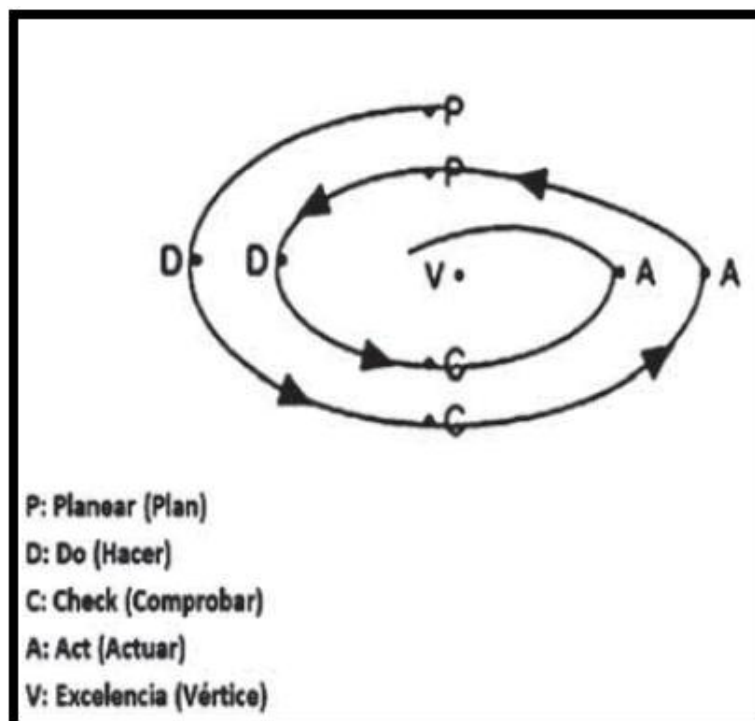 P
P
D
D
V
A
A
C
C
P: Planear (Plan)
D: Do (Hacer)
C: Check (Comprobar)
A: Act (Actuar)
V: Excelencia (Vértice)